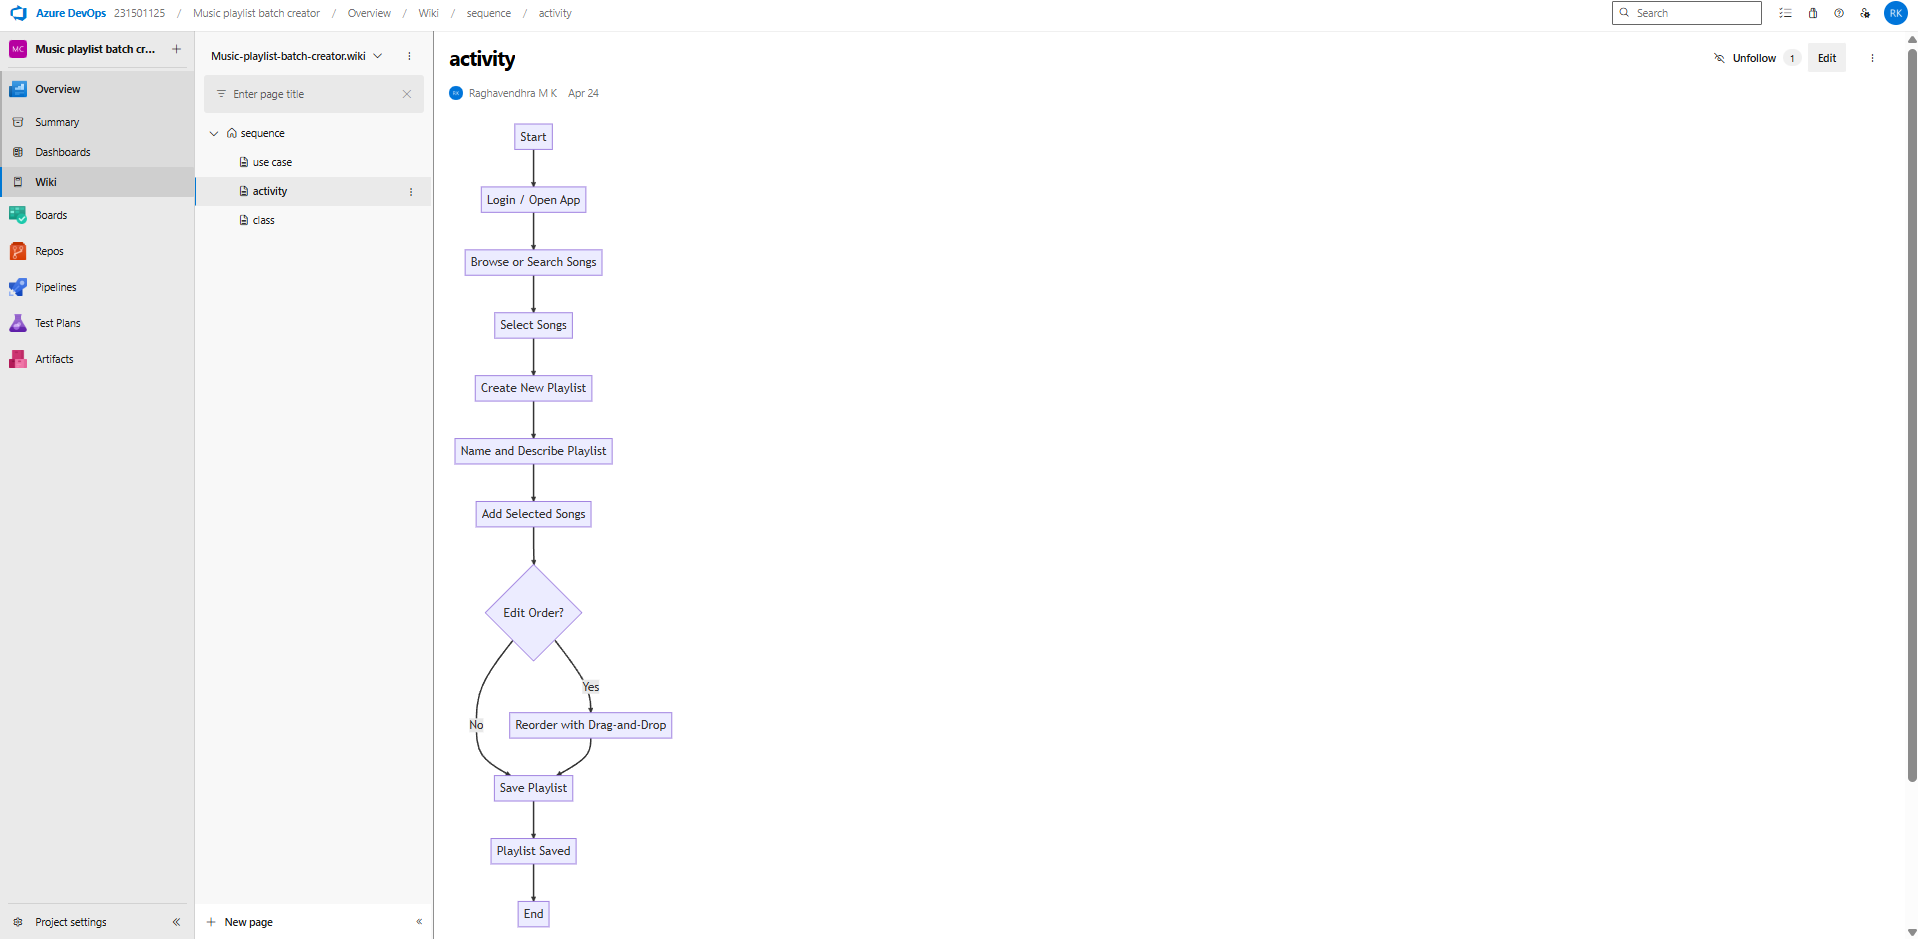 Azure DevOps 231501125 / Music playlist batch creator / Overview / Wiki / sequence / activity
Search
RK
MC Music playlist batch cr...
Overview
Summary
Dashboards
Wiki
Boards
Repos
Pipelines
Test Plans
Artifacts
Project settings
Music-playlist-batch-creator.wiki
Enter page title
sequence
use case
activity
class
New page
activity
Unfollow 1 Edit
RK Raghavendhra M K Apr 24
Start
Login / Open App
Browse or Search Songs
Select Songs
Create New Playlist
Name and Describe Playlist
Add Selected Songs
Edit Order?
Yes
No
Reorder with Drag-and-Drop
Save Playlist
Playlist Saved
End